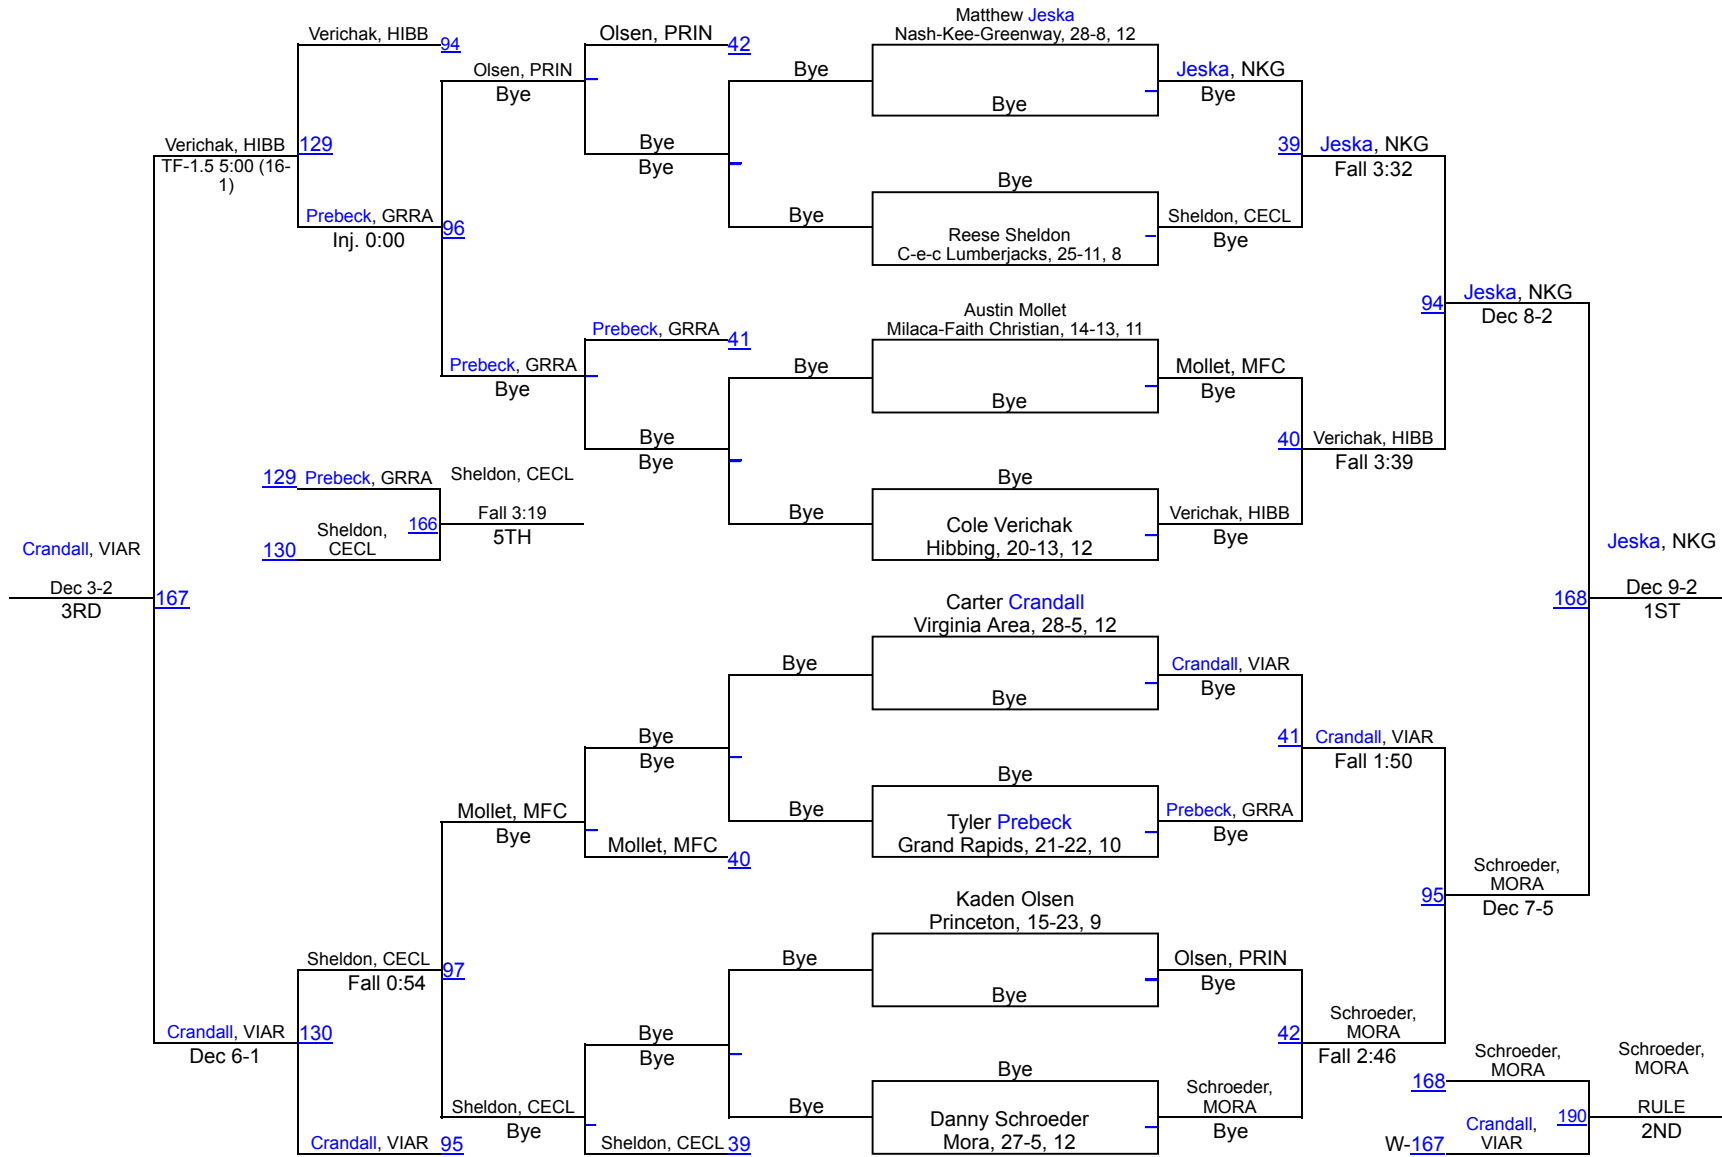 Matthew Jeska
Nash-Kee-Greenway, 28-8, 12
Verichak, HIBB
94
Olsen, PRIN
42
Olsen, PRIN
Bye
Bye
Bye
Jeska, NKG
Bye
Verichak, HIBB
129
TF-1.5 5:00 (16-
1)
Bye
Bye
39
Jeska, NKG
Fall 3:32
Bye
Prebeck, GRRA
Inj. 0:00
96
Bye
Reese Sheldon
C-e-c Lumberjacks, 25-11, 8
Sheldon, CECL
Bye
Jeska, NKG
94
Dec 8-2
Austin Mollet
Milaca-Faith Christian, 14-13, 11
Prebeck, GRRA
41
Prebeck, GRRA
Bye
Bye
Bye
Mollet, MFC
Bye
Bye
Bye
40
Verichak, HIBB
Fall 3:39
129
Prebeck, GRRA
Sheldon, CECL
Bye
Fall 3:19
5TH
Sheldon,
CECL
166
130
Bye
Cole Verichak
Hibbing, 20-13, 12
Verichak, HIBB
Bye
Crandall, VIAR
Dec 3-2
3RD
167
Jeska, NKG
168
Dec 9-2
1ST
Carter Crandall
Virginia Area, 28-5, 12
Bye
Bye
Crandall, VIAR
Bye
Bye
Bye
41
Crandall, VIAR
Fall 1:50
Bye
Mollet, MFC
Bye
Bye
Tyler Prebeck
Grand Rapids, 21-22, 10
Prebeck, GRRA
Bye
Mollet, MFC
40
Schroeder,
MORA
95
Dec 7-5
Kaden Olsen
Princeton, 15-23, 9
Sheldon, CECL
Fall 0:54
97
Bye
Bye
Olsen, PRIN
Bye
Crandall, VIAR
130
Dec 6-1
Bye
Bye
42
Schroeder,
MORA
Fall 2:46
Bye
Schroeder,
MORA
Schroeder,
MORA
168
Sheldon, CECL
Bye
Bye
Danny Schroeder
Mora, 27-5, 12
Schroeder,
MORA
Bye
RULE
2ND
190
Crandall, VIAR
95
Sheldon, CECL
39
W-167
Crandall,
VIAR